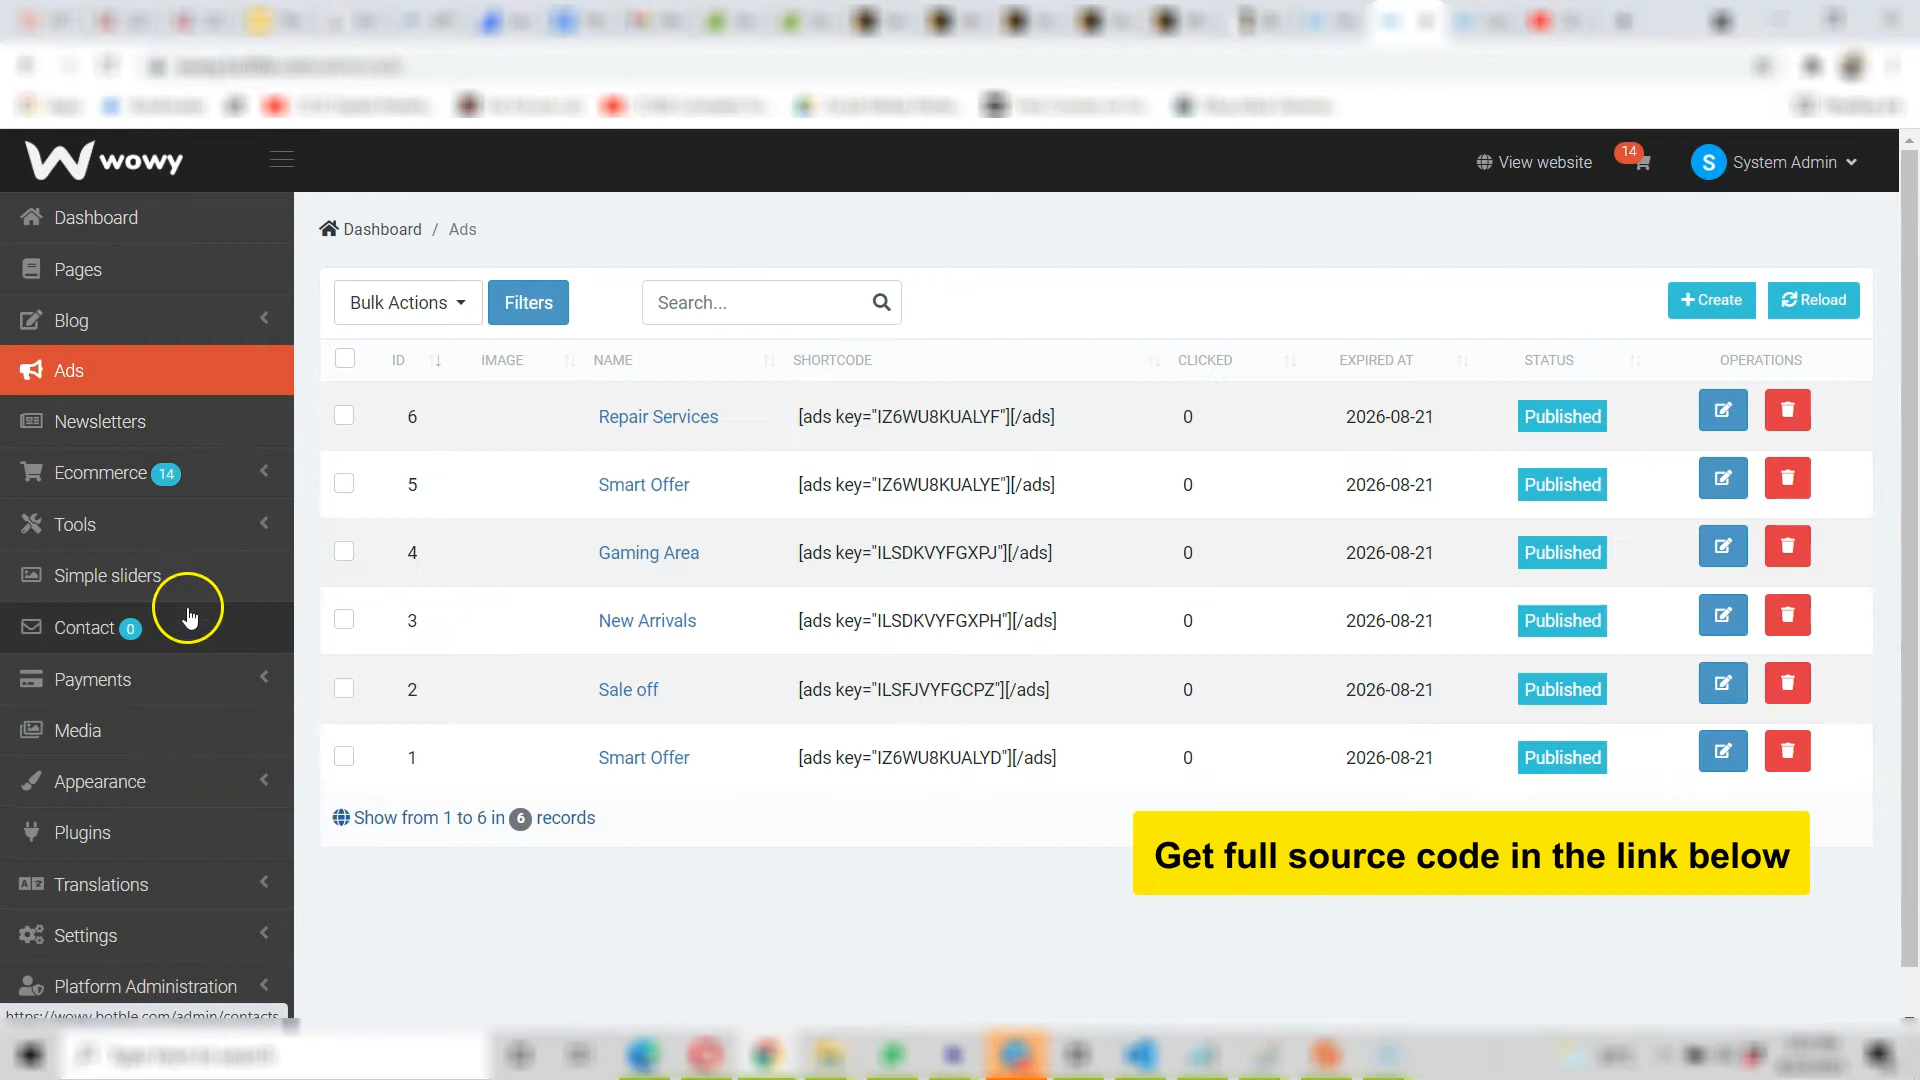 wowy
View website
14
S
System Admin
Dashboard
Pages
Blog
Ads
Newsletters
Ecommerce 14
Tools
Simple sliders
Contact 0
Payments
Media
Appearance
Plugins
Translations
Settings
Platform Administration
https://wowy.botble.com/admin/contacts
Dashboard / Ads
Bulk Actions
Filters
Search...
Create
Reload
ID IMAGE NAME SHORTCODE CLICKED EXPIRED AT STATUS OPERATIONS
6 Repair Services [ads key="IZ6WU8KUALYF"][/ads] 0 2026-08-21 Published
5 Smart Offer [ads key="IZ6WU8KUALYE"][/ads] 0 2026-08-21 Published
4 Gaming Area [ads key="ILSDKVYFGXPJ"][/ads] 0 2026-08-21 Published
3 New Arrivals [ads key="ILSDKVYFGXPH"][/ads] 0 2026-08-21 Published
2 Sale off [ads key="ILSFJVYFGCPZ"][/ads] 0 2026-08-21 Published
1 Smart Offer [ads key="IZ6WU8KUALYD"][/ads] 0 2026-08-21 Published
Show from 1 to 6 in 6 records
Get full source code in the link below